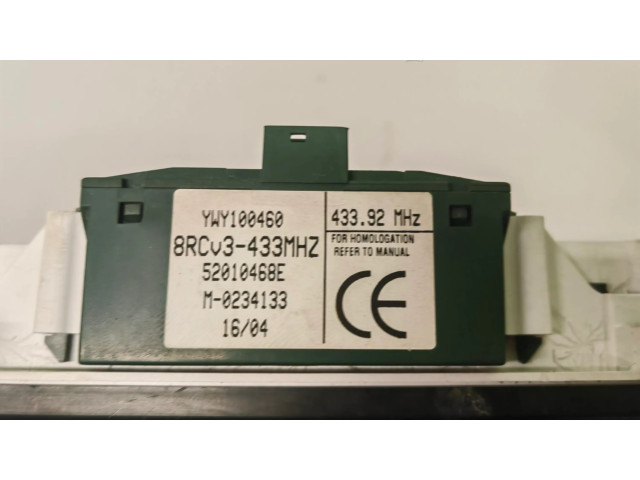 YWY100460
8RCv3-433MHZ
52010468E
M-0234133
16/04
433.92 MHz
FOR HOMOLOGATION
REFER TO MANUAL
CE